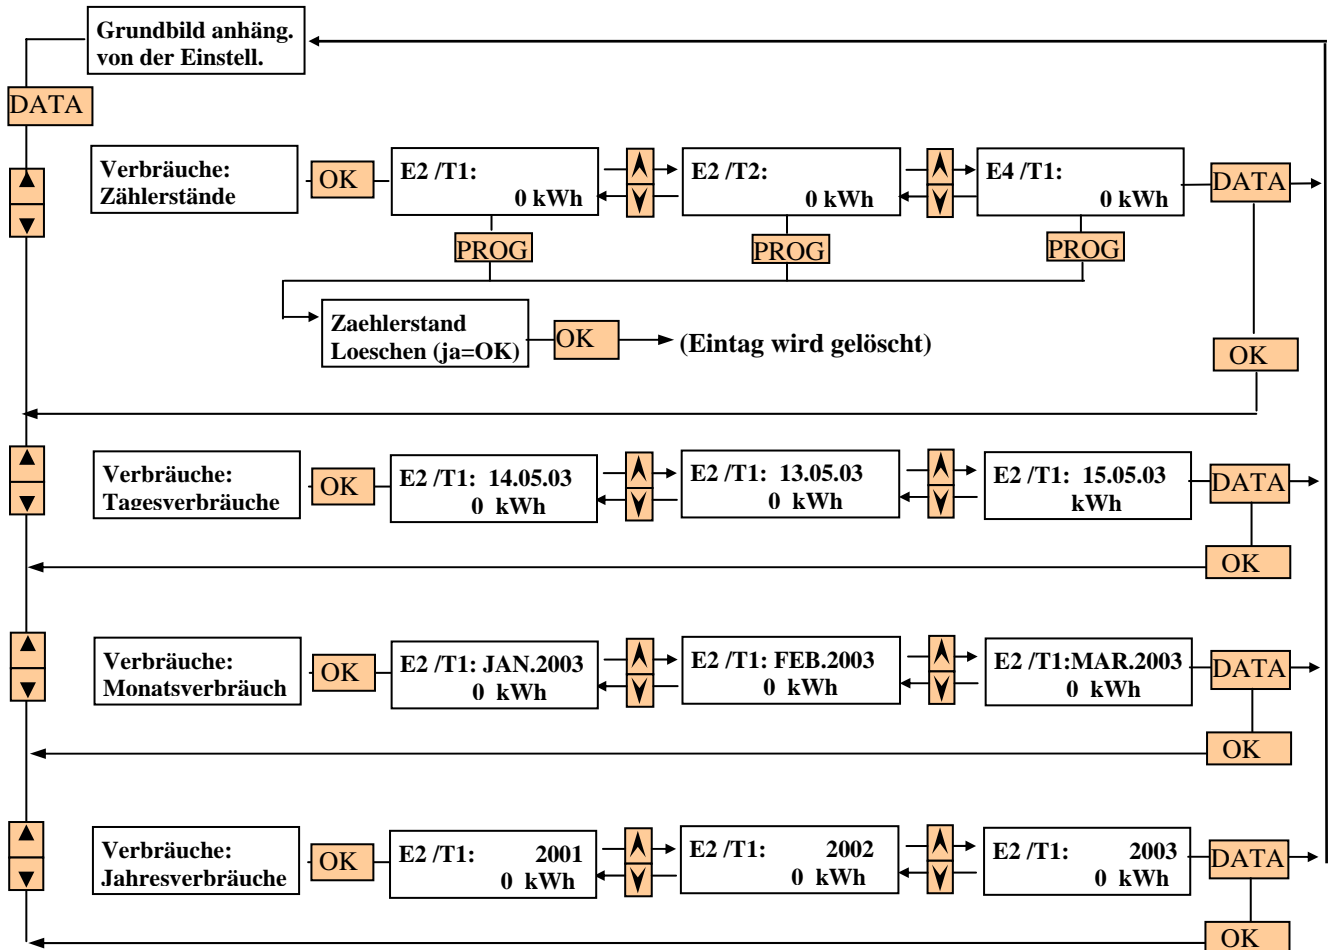 Grundbild anhäng.
von der Einstell.
DATA
Verbräuche:
Zählerstände
OK
E2 /T1:
0 kWh
E2 /T2:
0 kWh
E4 /T1:
0 kWh
DATA
PROG
PROG
PROG
Zaehlerstand
Loeschen (ja=OK)
OK
(Eintag wird gelöscht)
OK
Verbräuche:
Tagesverbräuche
OK
E2 /T1: 14.05.03
0 kWh
E2 /T1: 13.05.03
0 kWh
E2 /T1: 15.05.03
kWh
DATA
OK
Verbräuche:
Monatsverbräuch
OK
E2 /T1: JAN.2003
0 kWh
E2 /T1: FEB.2003
0 kWh
E2 /T1:MAR.2003
0 kWh
DATA
OK
Verbräuche:
Jahresverbräuche
OK
E2 /T1: 2001
0 kWh
E2 /T1: 2002
0 kWh
E2 /T1: 2003
0 kWh
DATA
OK